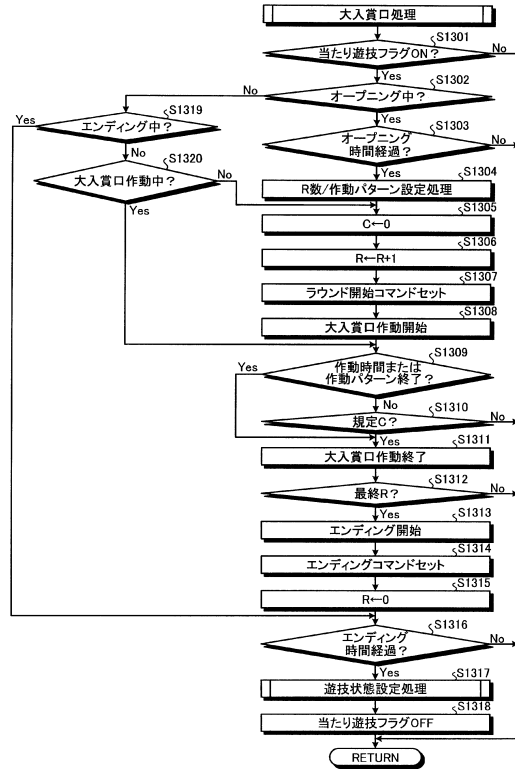 大入賞口処理
S1301
当たり遊技フラグON?
No
Yes
S1302
オープニング中?
No
Yes
S1319
エンディング中?
Yes
No
S1303
オープニング
時間経過?
No
Yes
S1320
大入賞口作動中?
No
Yes
S1304
R数/作動パターン設定処理
S1305
C←0
S1306
R←R+1
S1307
ラウンド開始コマンドセット
S1308
大入賞口作動開始
S1309
作動時間または
作動パターン終了?
Yes
No
S1310
規定C?
No
Yes
S1311
大入賞口作動終了
S1312
最終R?
No
Yes
S1313
エンディング開始
S1314
エンディングコマンドセット
S1315
R←0
S1316
エンディング
時間経過?
No
Yes
S1317
遊技状態設定処理
S1318
当たり遊技フラグOFF
RETURN